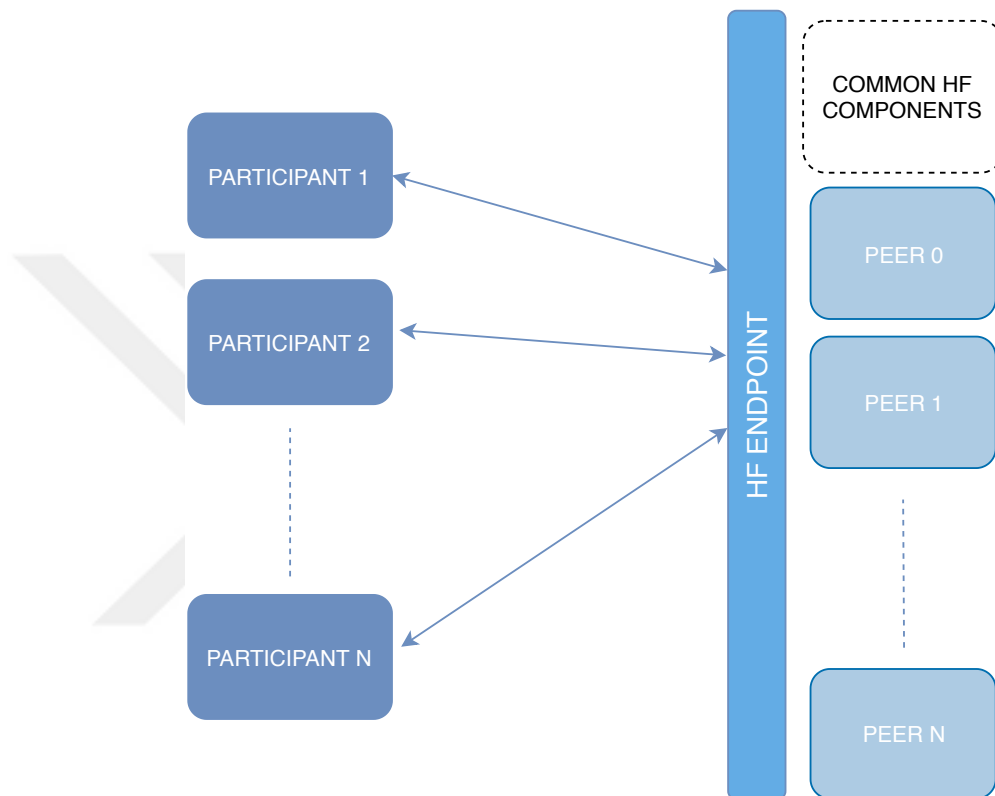 COMMON HF
COMPONENTS
PARTICIPANT 1
PEER 0
PARTICIPANT 2
PEER 1
HF ENDPOINT
PARTICIPANT N
PEER N